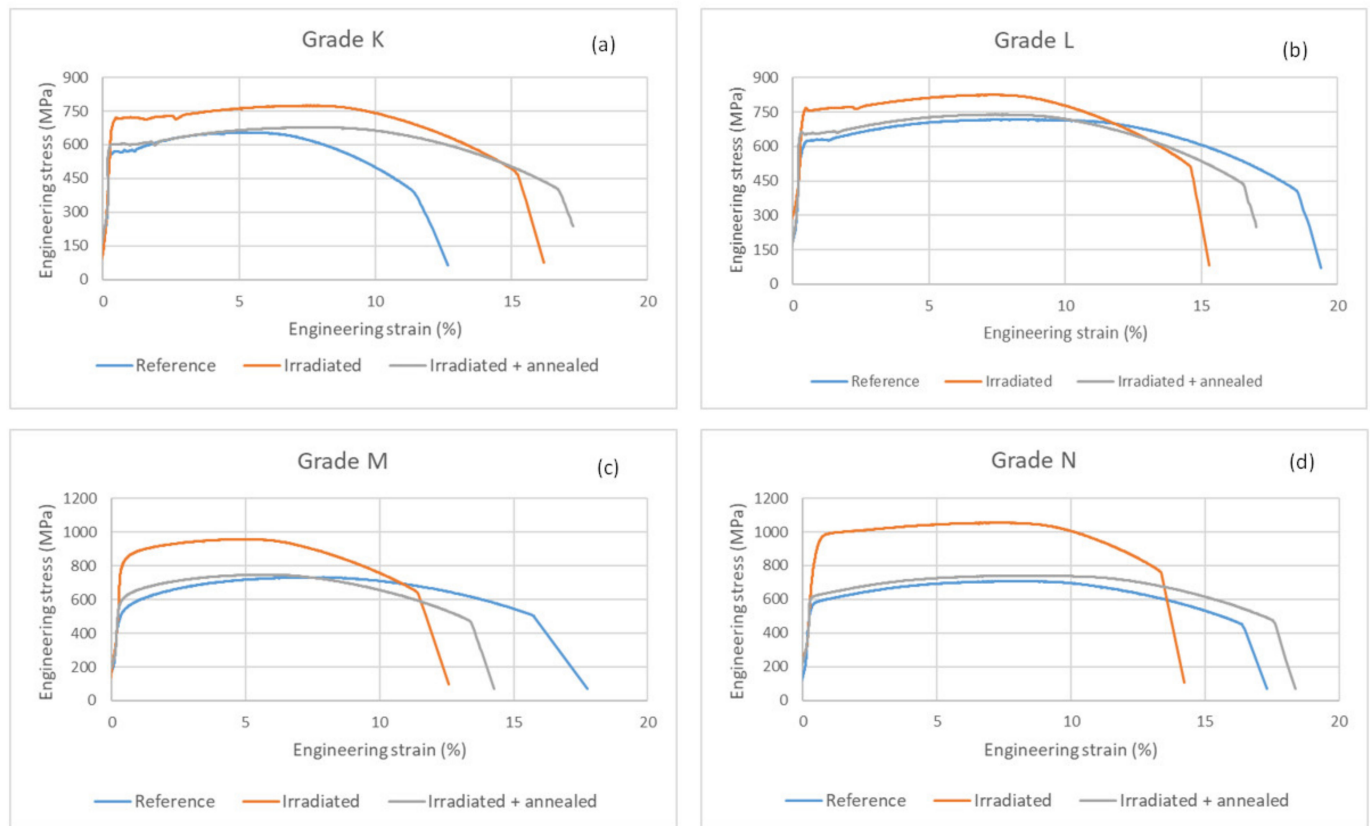 Grade K
(a)
Engineering stress (MPa)
900
750
600
450
300
150
0
0 5 10 15 20
Engineering strain (%)
Reference Irradiated Irradiated + annealed
Grade L
(b)
Engineering stress (MPa)
900
750
600
450
300
150
0
0 5 10 15 20
Engineering strain (%)
Reference Irradiated Irradiated + annealed
Grade M
(c)
Engineering stress (MPa)
1200
1000
800
600
400
200
0
0 5 10 15 20
Engineering strain (%)
Reference Irradiated Irradiated + annealed
Grade N
(d)
Engineering stress (MPa)
1200
1000
800
600
400
200
0
0 5 10 15 20
Engineering strain (%)
Reference Irradiated Irradiated + annealed